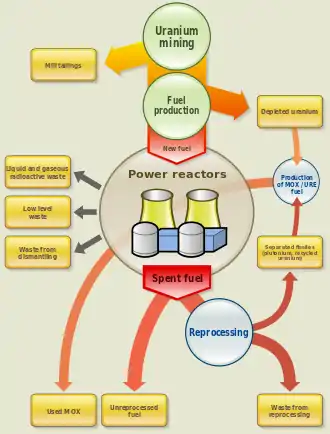 Uranium
mining
Mill tailings
Fuel
production
Depleted uranium
New fuel
Power reactors
Liquid and gaseous
radioactive waste
Production
of MOX / URE
fuel
Low level
waste
Waste from
dismantling
Separated fissiles
(plutonium, recycled
uranium)
Spent fuel
Reprocessing
Used MOX
Unreprocessed
fuel
Waste from
reprocessing